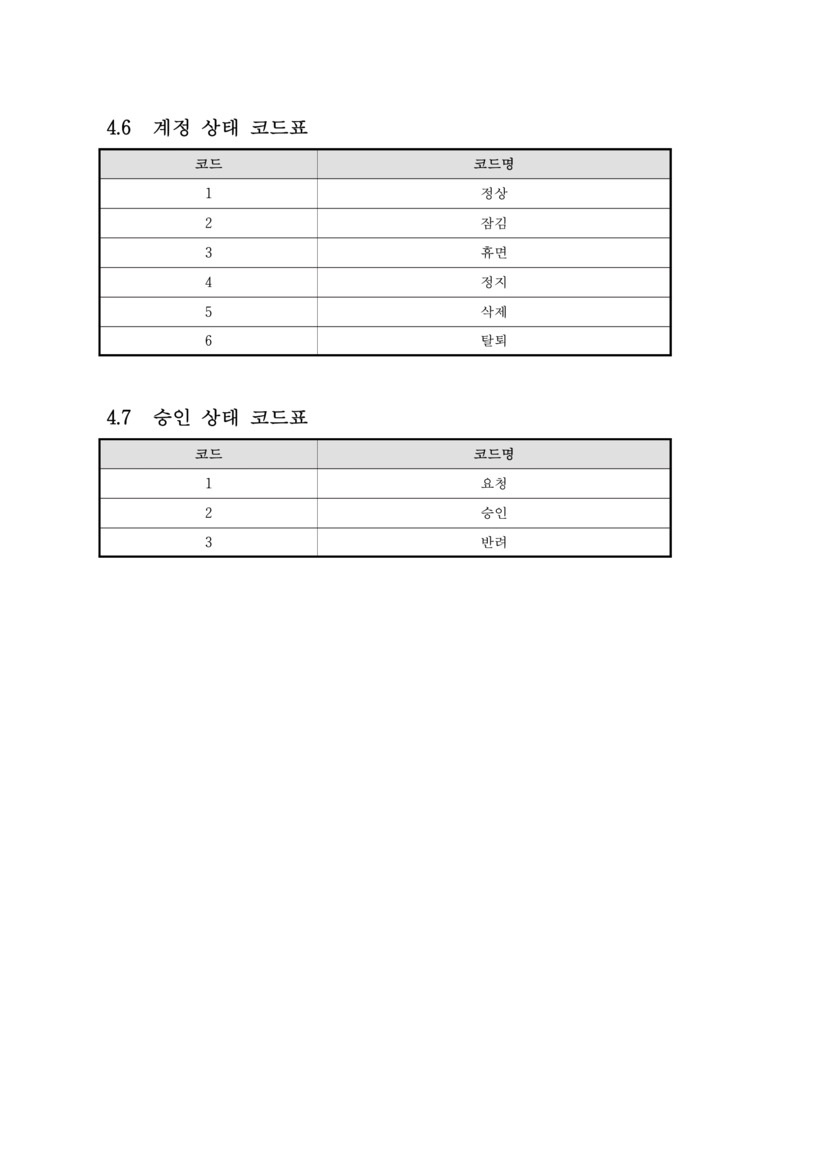 4.6 계정 상태 코드표
코드 코드명
1 정상
2 잠김
3 휴면
4 정지
5 삭제
6 탈퇴
4.7 승인 상태 코드표
코드 코드명
1 요청
2 승인
3 반려